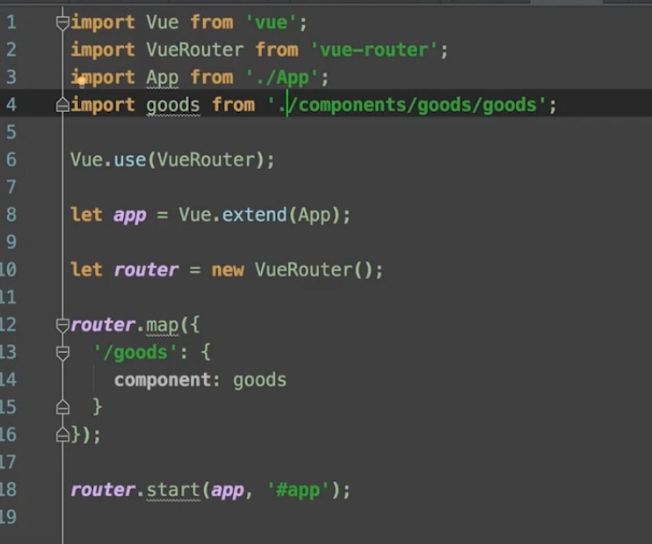 1 import Vue from 'vue';
2 import VueRouter from 'vue-router';
3 import App from './App';
4 import goods from './components/goods/goods';
5
6 Vue.use(VueRouter);
7
8 let app = Vue.extend(App);
9
10 let router = new VueRouter();
11
12 router.map({
13 '/goods': {
14 component: goods
15 }
16 });
17
18 router.start(app, '#app');
19